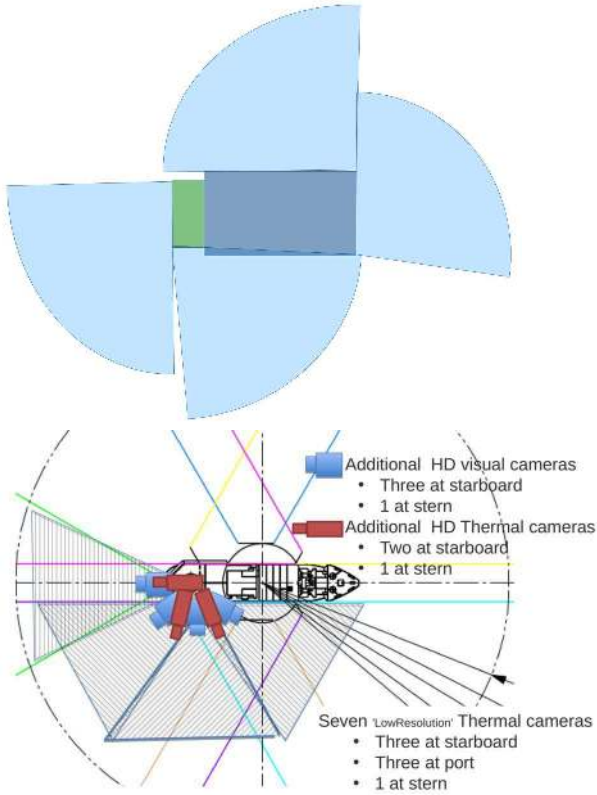 Additional HD visual cameras
• Three at starboard
• 1 at stern
Additional HD Thermal cameras
• Two at starboard
• 1 at stern
Seven 'LowResolution' Thermal cameras
• Three at starboard
• Three at port
• 1 at stern